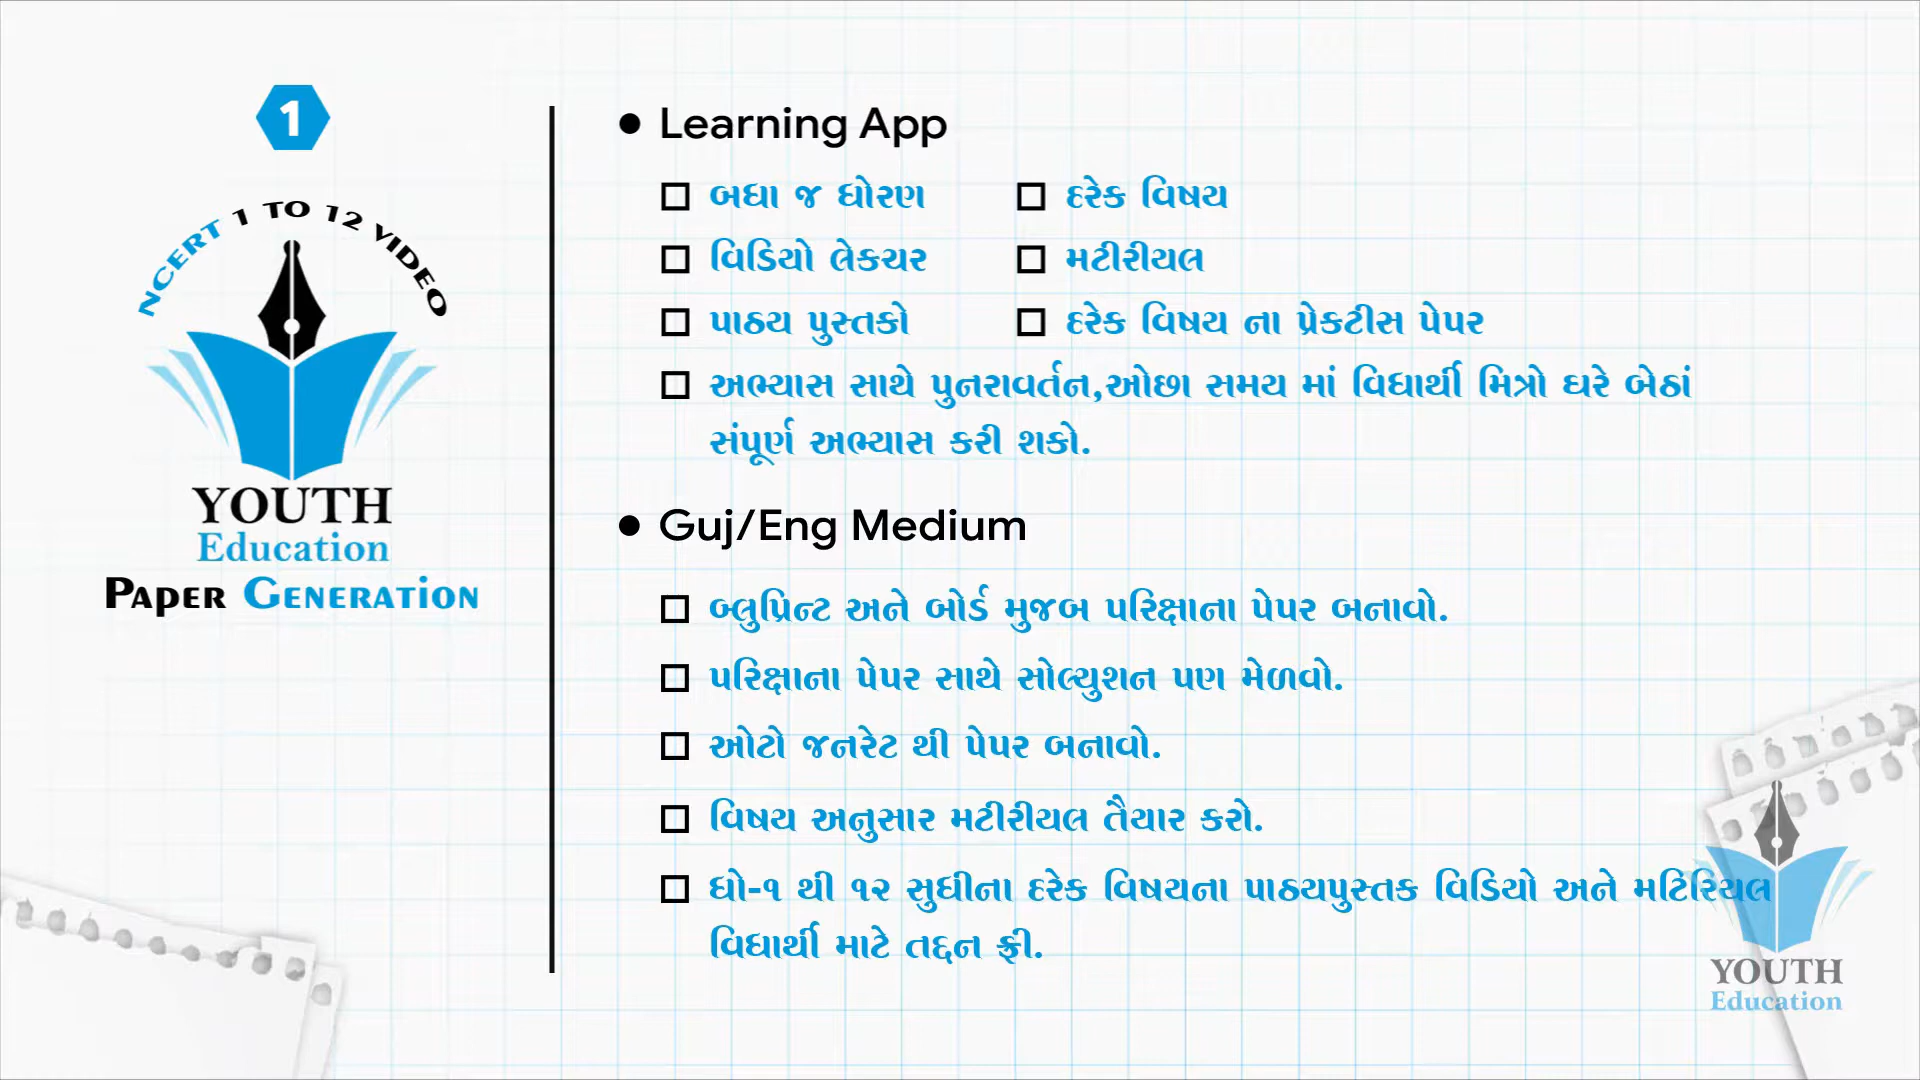 1
NCERT 1 TO 12 VIDEO
YOUTH
Education
PAPER GENERATION
Learning App
બધા જ ધોરણ
દરેક વિષય
વિડિયો લેકચર
મટીરીયલ
પાઠય પુસ્તકો
દરેક વિષય ના પ્રેકટીસ પેપર
અભ્યાસ સાથે પુનરાવર્તન,ઓછા સમય માં વિદ્યાર્થી મિત્રો ઘરે બેઠાં
સંપૂર્ણ અભ્યાસ કરી શકો.
Guj/Eng Medium
બ્લુપ્રિન્ટ અને બોર્ડ મુજબ પરિક્ષાના પેપર બનાવો.
પરિક્ષાના પેપર સાથે સોલ્યુશન પણ મેળવો.
ઓટો જનરેટ થી પેપર બનાવો.
વિષય અનુસાર મટીરીયલ તૈયાર કરો.
ધો-૧ થી ૧૨ સુધીના દરેક વિષયના પાઠયપુસ્તક વિડિયો અને મટિરિયલ
વિદ્યાર્થી માટે તદ્દન ફ્રી.
YOUTH
Education